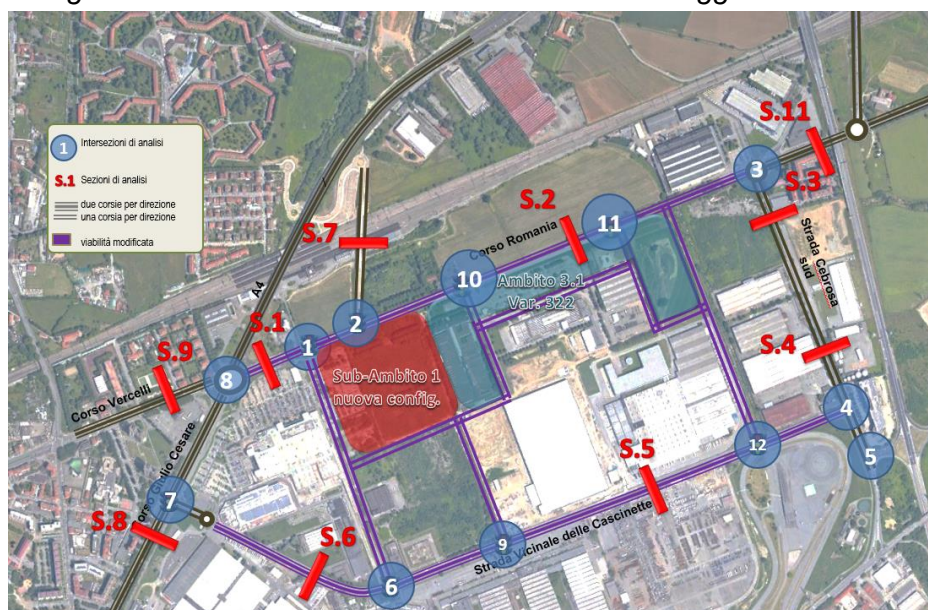 1 Intersezioni di analisi
S.1 Sezioni di analisi
due corsie per direzione
una corsia per direzione
viabilità modificata
S.11
3
S.3
S.2
11
Corso Romania
S.7
A4
10
Ambito 3.1
Var. 322
Strada Cebrosa
sud
2
S.1
1
S.9
8
Sub-Ambito 1
nuova config.
S.4
Corso Vercelli
4
Corso Giulio Cesare
12
5
S.5
7
S.8
9
Strada Vicinale delle Cascinette
S.6
6